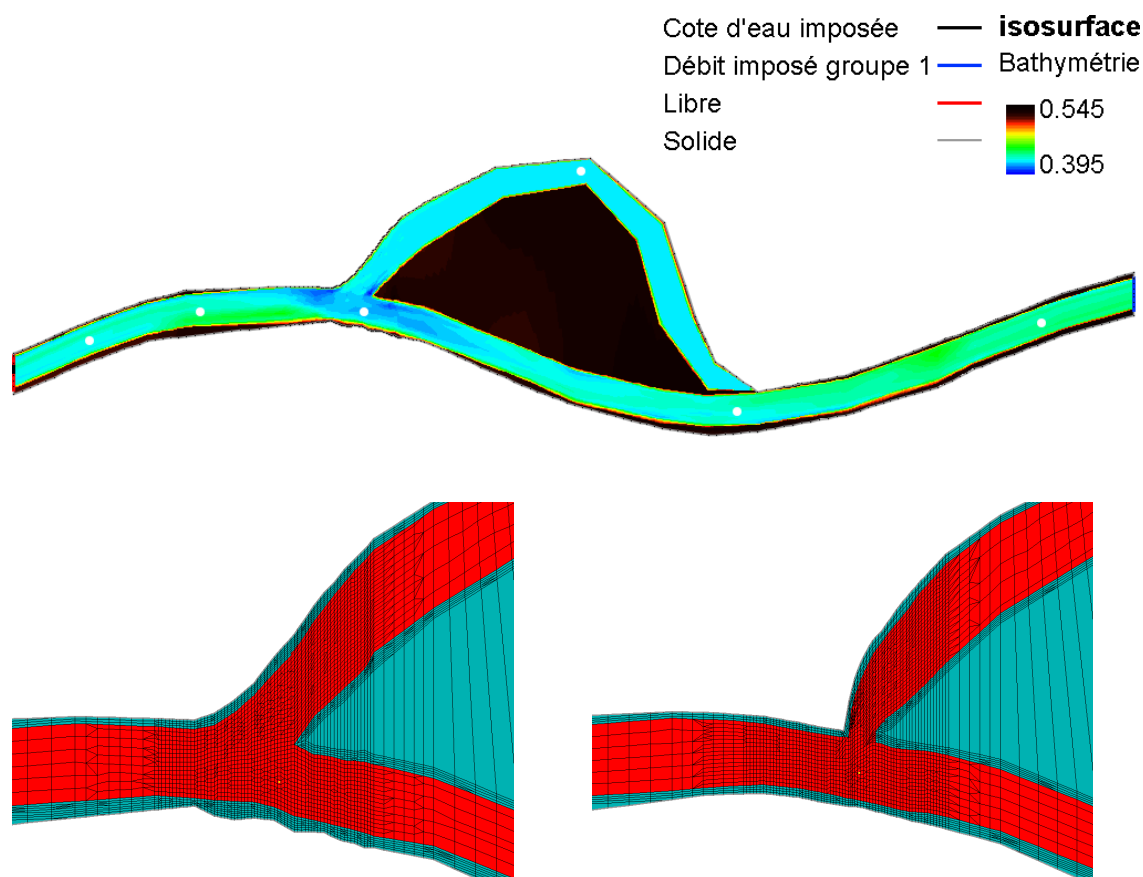 Cote d'eau imposée
isosurface
Débit imposé groupe 1
Bathymétrie
Libre
0.545
Solide
0.395